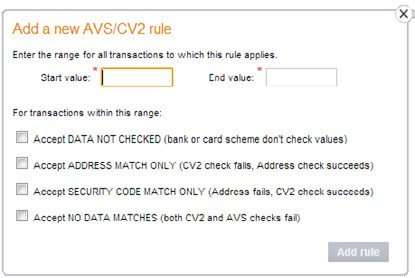 Add a new AVS/CV2 rule
Enter the range for all transactions to which this rule applies.
Start value: * End value: *
For transactions within this range:
Accept DATA NOT CHECKED (bank or card scheme don't check values)
Accept ADDRESS MATCH ONLY (CV2 check fails, Address check succeeds)
Accept SECURITY CODE MATCH ONLY (Address fails, CV2 check succeeds)
Accept NO DATA MATCHES (both CV2 and AVS checks fail)
Add rule